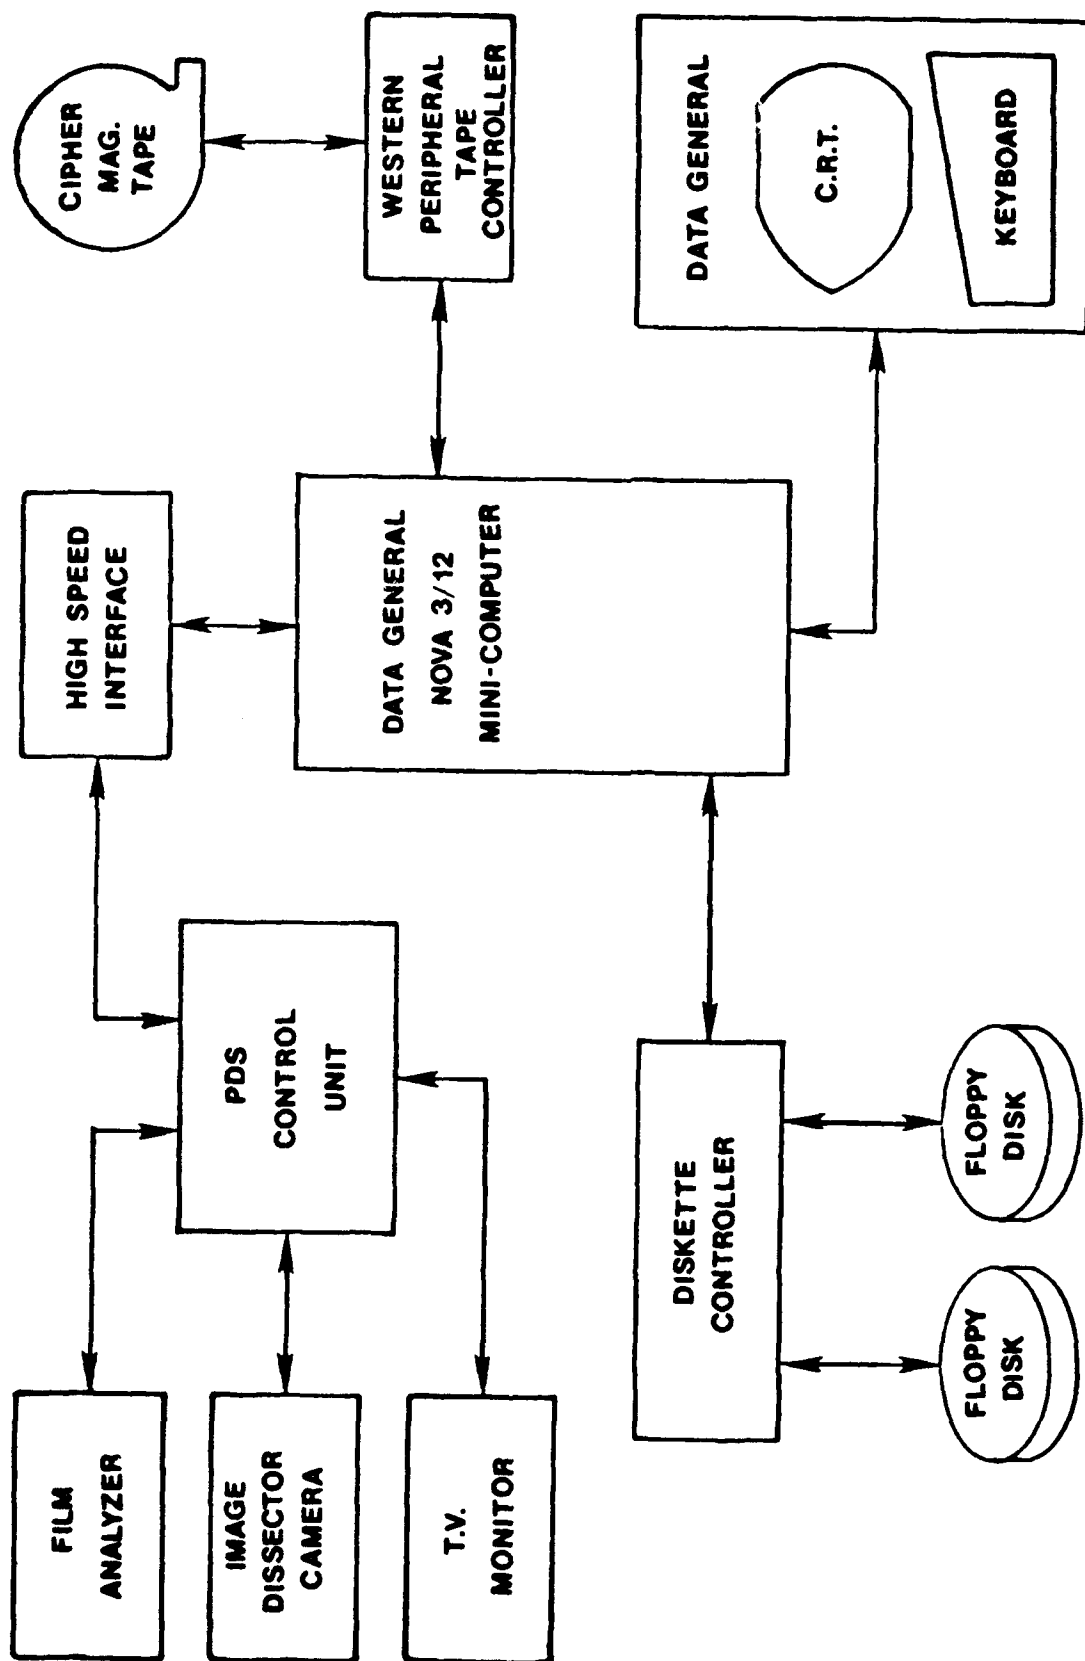 FILM
ANALYZER
IMAGE
DISSECTOR
CAMERA
T.V.
MONITOR
PDS
CONTROL
UNIT
HIGH SPEED
INTERFACE
CIPHER
MAG.
TAPE
WESTERN
PERIPHERAL
TAPE
CONTROLLER
DATA GENERAL
NOVA 3/12
MINI-COMPUTER
DISKETTE
CONTROLLER
FLOPPY
DISK
FLOPPY
DISK
DATA GENERAL
C.R.T.
KEYBOARD